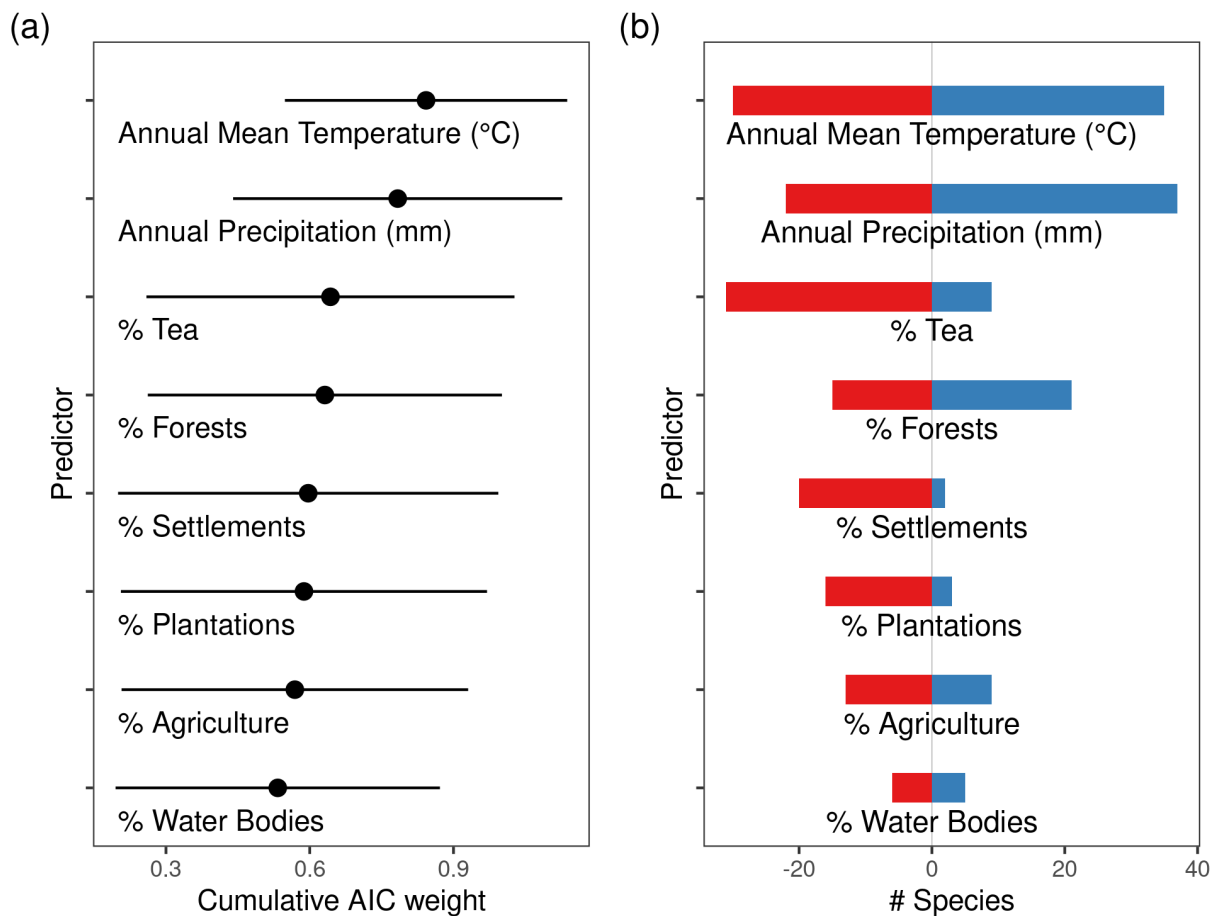 (a)
Predictor
Annual Mean Temperature (°C)
Annual Precipitation (mm)
% Tea
% Forests
% Settlements
% Plantations
% Agriculture
% Water Bodies
0.3 0.6 0.9
Cumulative AIC weight
(b)
Predictor
Annual Mean Temperature (°C)
Annual Precipitation (mm)
% Tea
% Forests
% Settlements
% Plantations
% Agriculture
% Water Bodies
-20 0 20 40
# Species